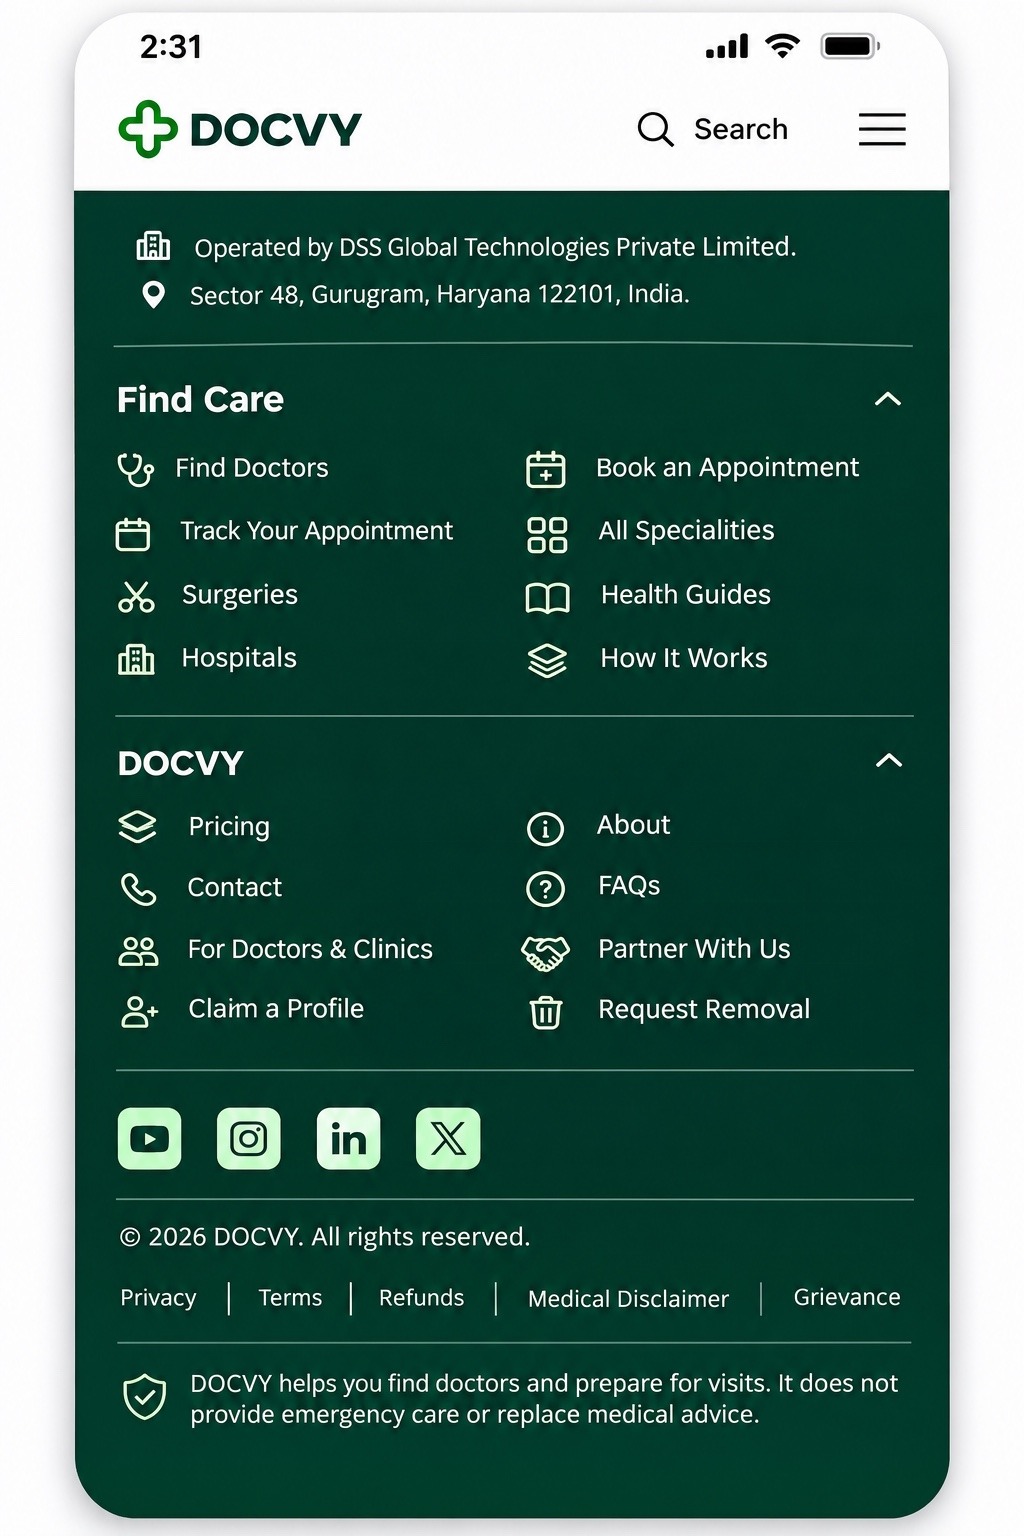 2:31
DOCVY
Search
Operated by DSS Global Technologies Private Limited.
Sector 48, Gurugram, Haryana 122101, India.
Find Care
Find Doctors
Book an Appointment
Track Your Appointment
All Specialities
Surgeries
Health Guides
Hospitals
How It Works
DOCVY
Pricing
About
Contact
FAQs
For Doctors & Clinics
Partner With Us
Claim a Profile
Request Removal
in
X
© 2026 DOCVY. All rights reserved.
Privacy | Terms | Refunds | Medical Disclaimer | Grievance
DOCVY helps you find doctors and prepare for visits. It does not
provide emergency care or replace medical advice.